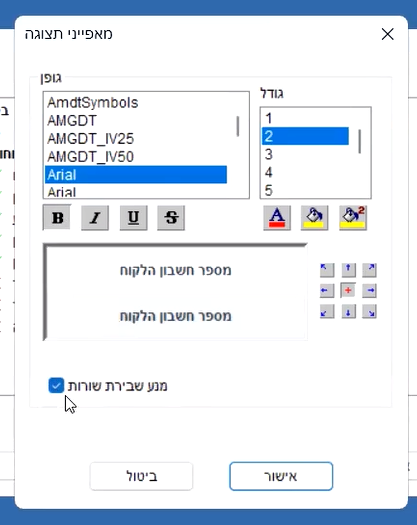 מאפייני תצוגה
גופן
גודל
AmdtSymbols
AMGDT
AMGDT_IV25
AMGDT_IV50
Arial
Arial
1
2
3
4
5
B I U S
A 2
מספר חשבון הלקוח
מספר חשבון הלקוח
מנע שבירת שורות
אישור
ביטול